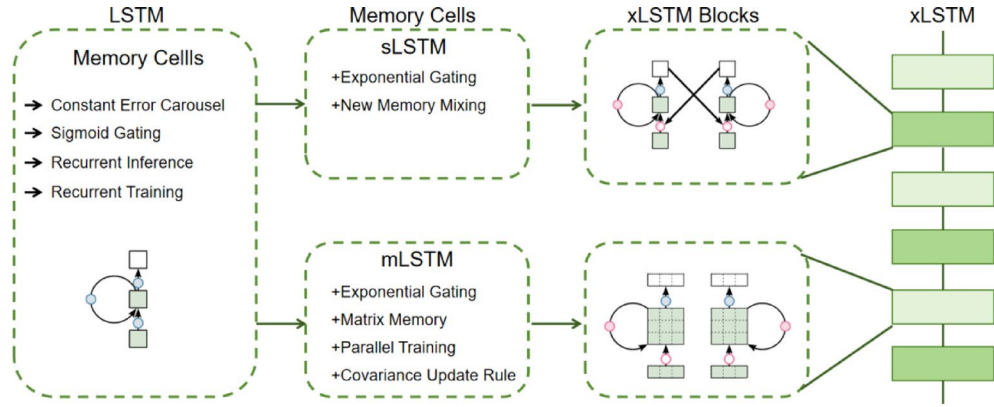 LSTM
Memory Cellls
Constant Error Carousel
Sigmoid Gating
Recurrent Inference
Recurrent Training
Memory Cells
sLSTM
+Exponential Gating
+New Memory Mixing
mLSTM
+Exponential Gating
+Matrix Memory
+Parallel Training
+Covariance Update Rule
xLSTM Blocks
xLSTM